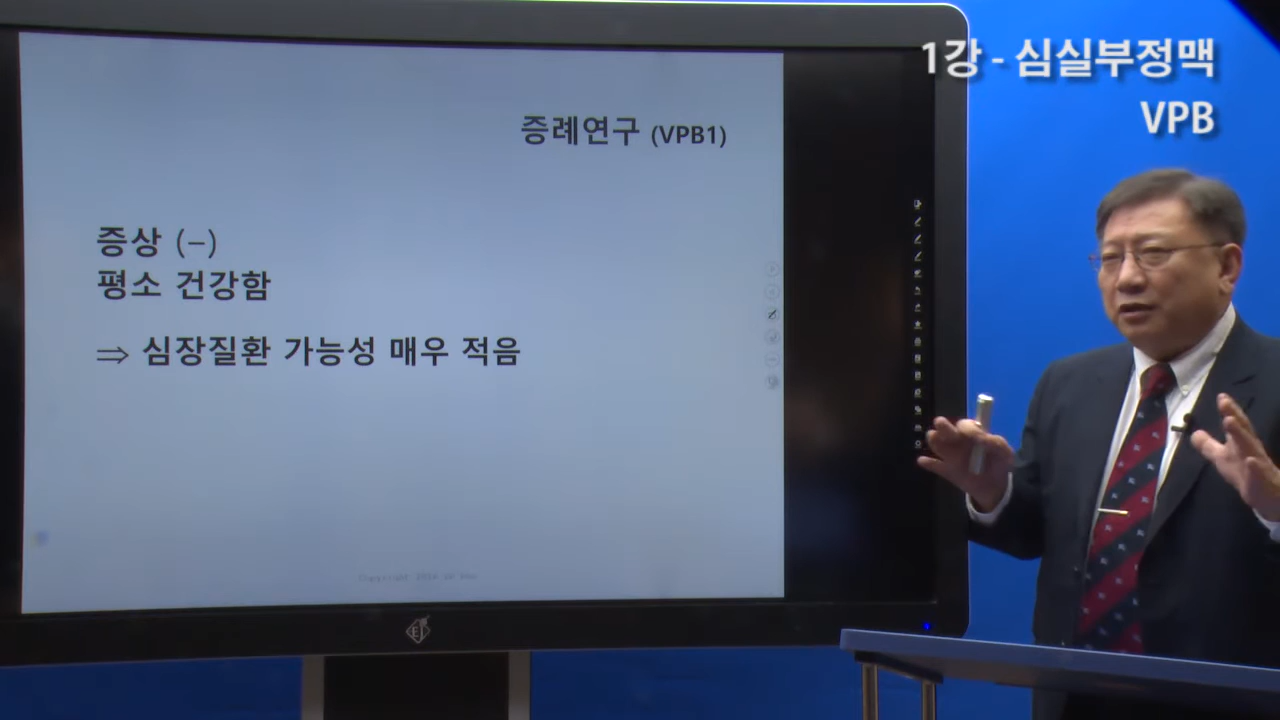 1강 - 심실부정맥
VPB
증례연구 (VPB1)
증상 (–)
평소 건강함
⇒ 심장질환 가능성 매우 적음